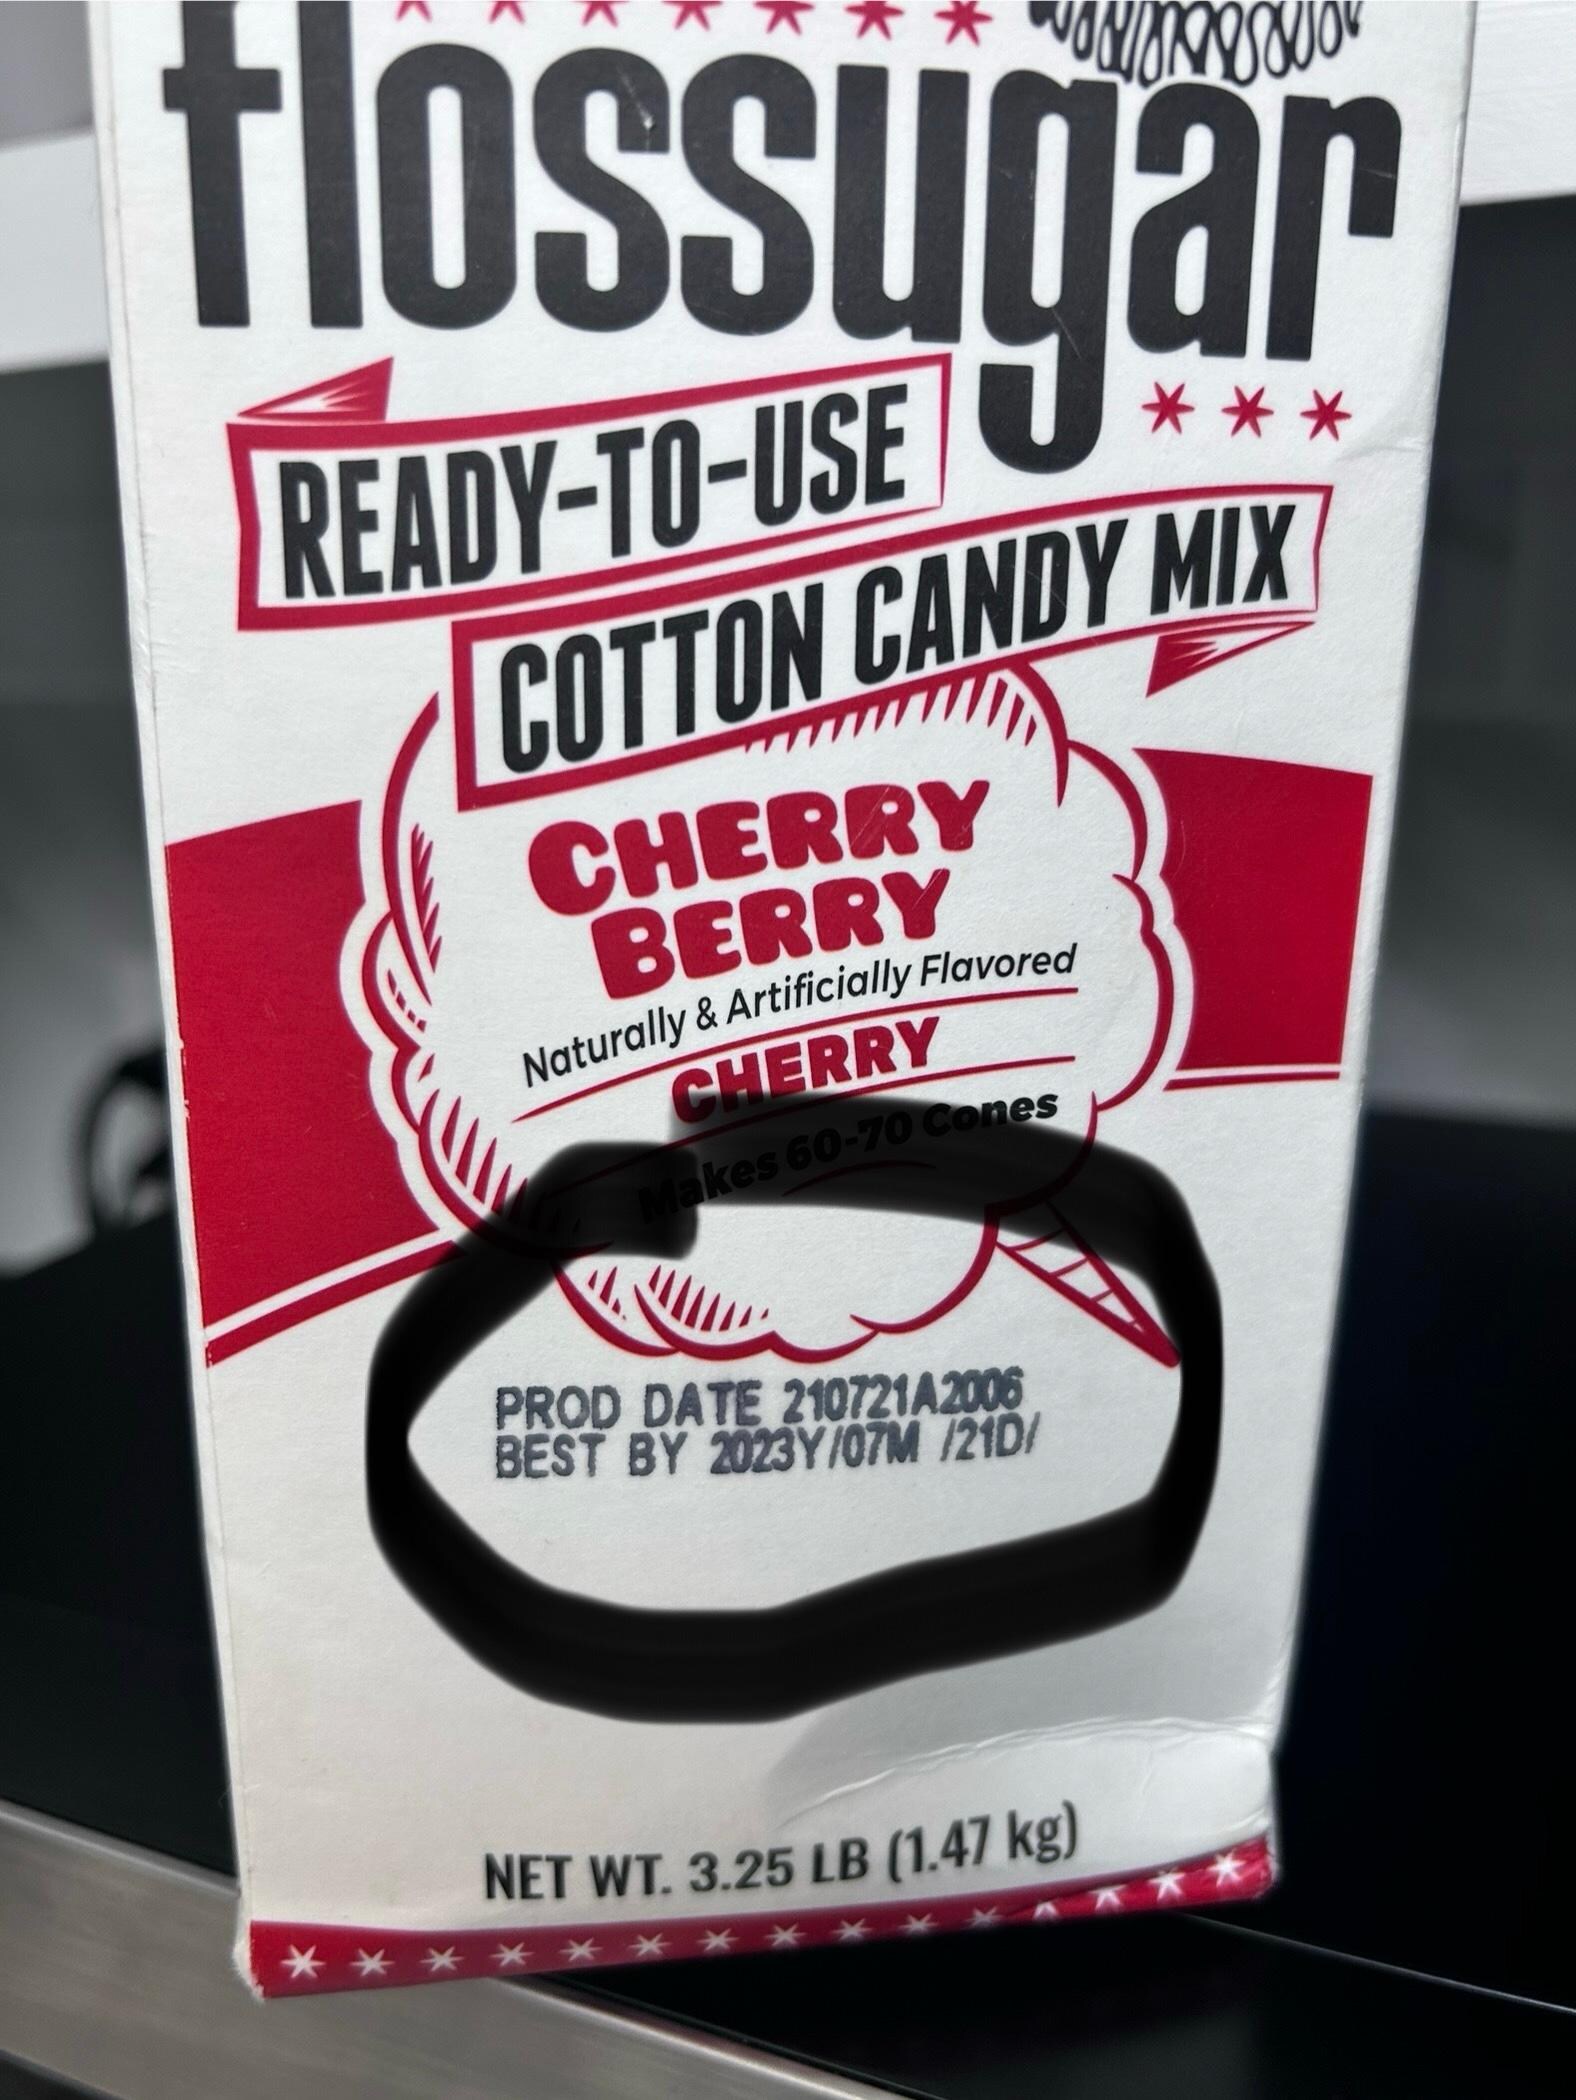 flossugar
READY-TO-USE
COTTON CANDY MIX
CHERRY
BERRY
Naturally & Artificially Flavored
CHERRY
Makes 60-70 Cones
PROD DATE 210721A2006
BEST BY 2023Y/07M /21D/
NET WT. 3.25 LB (1.47 kg)